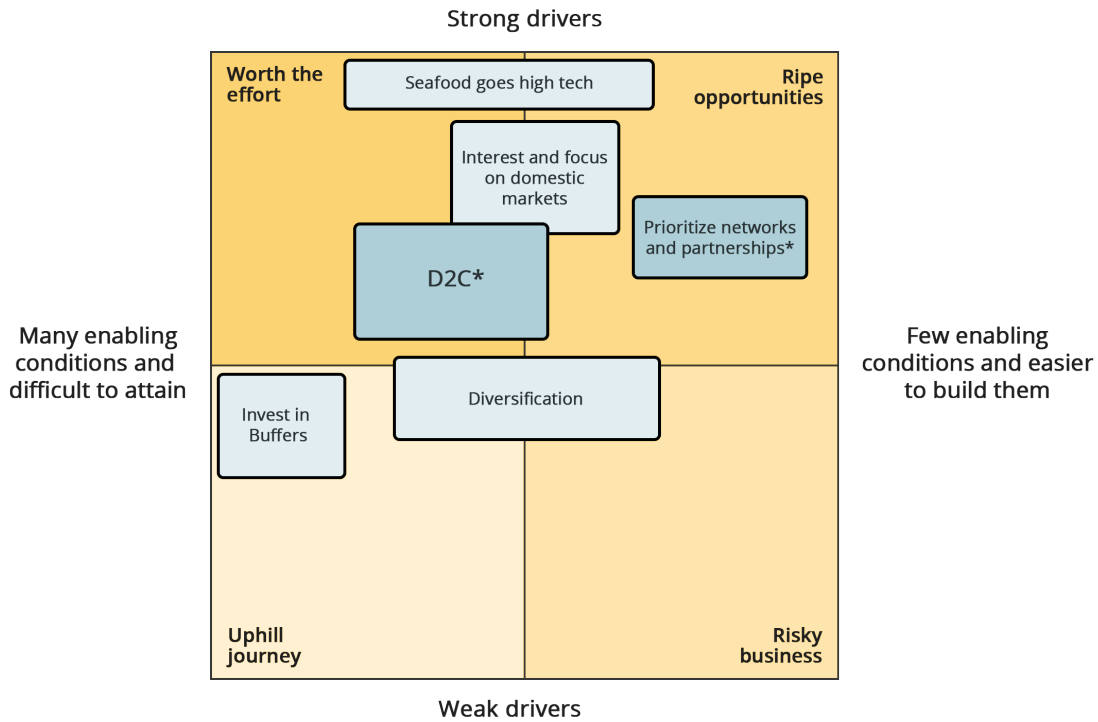 Strong drivers
Worth the
effort
Seafood goes high tech
Ripe
opportunities
Interest and focus
on domestic
markets
Prioritize networks
and partnerships*
D2C*
Many enabling
conditions and
difficult to attain
Few enabling
conditions and easier
to build them
Diversification
Invest in
Buffers
Uphill
journey
Risky
business
Weak drivers